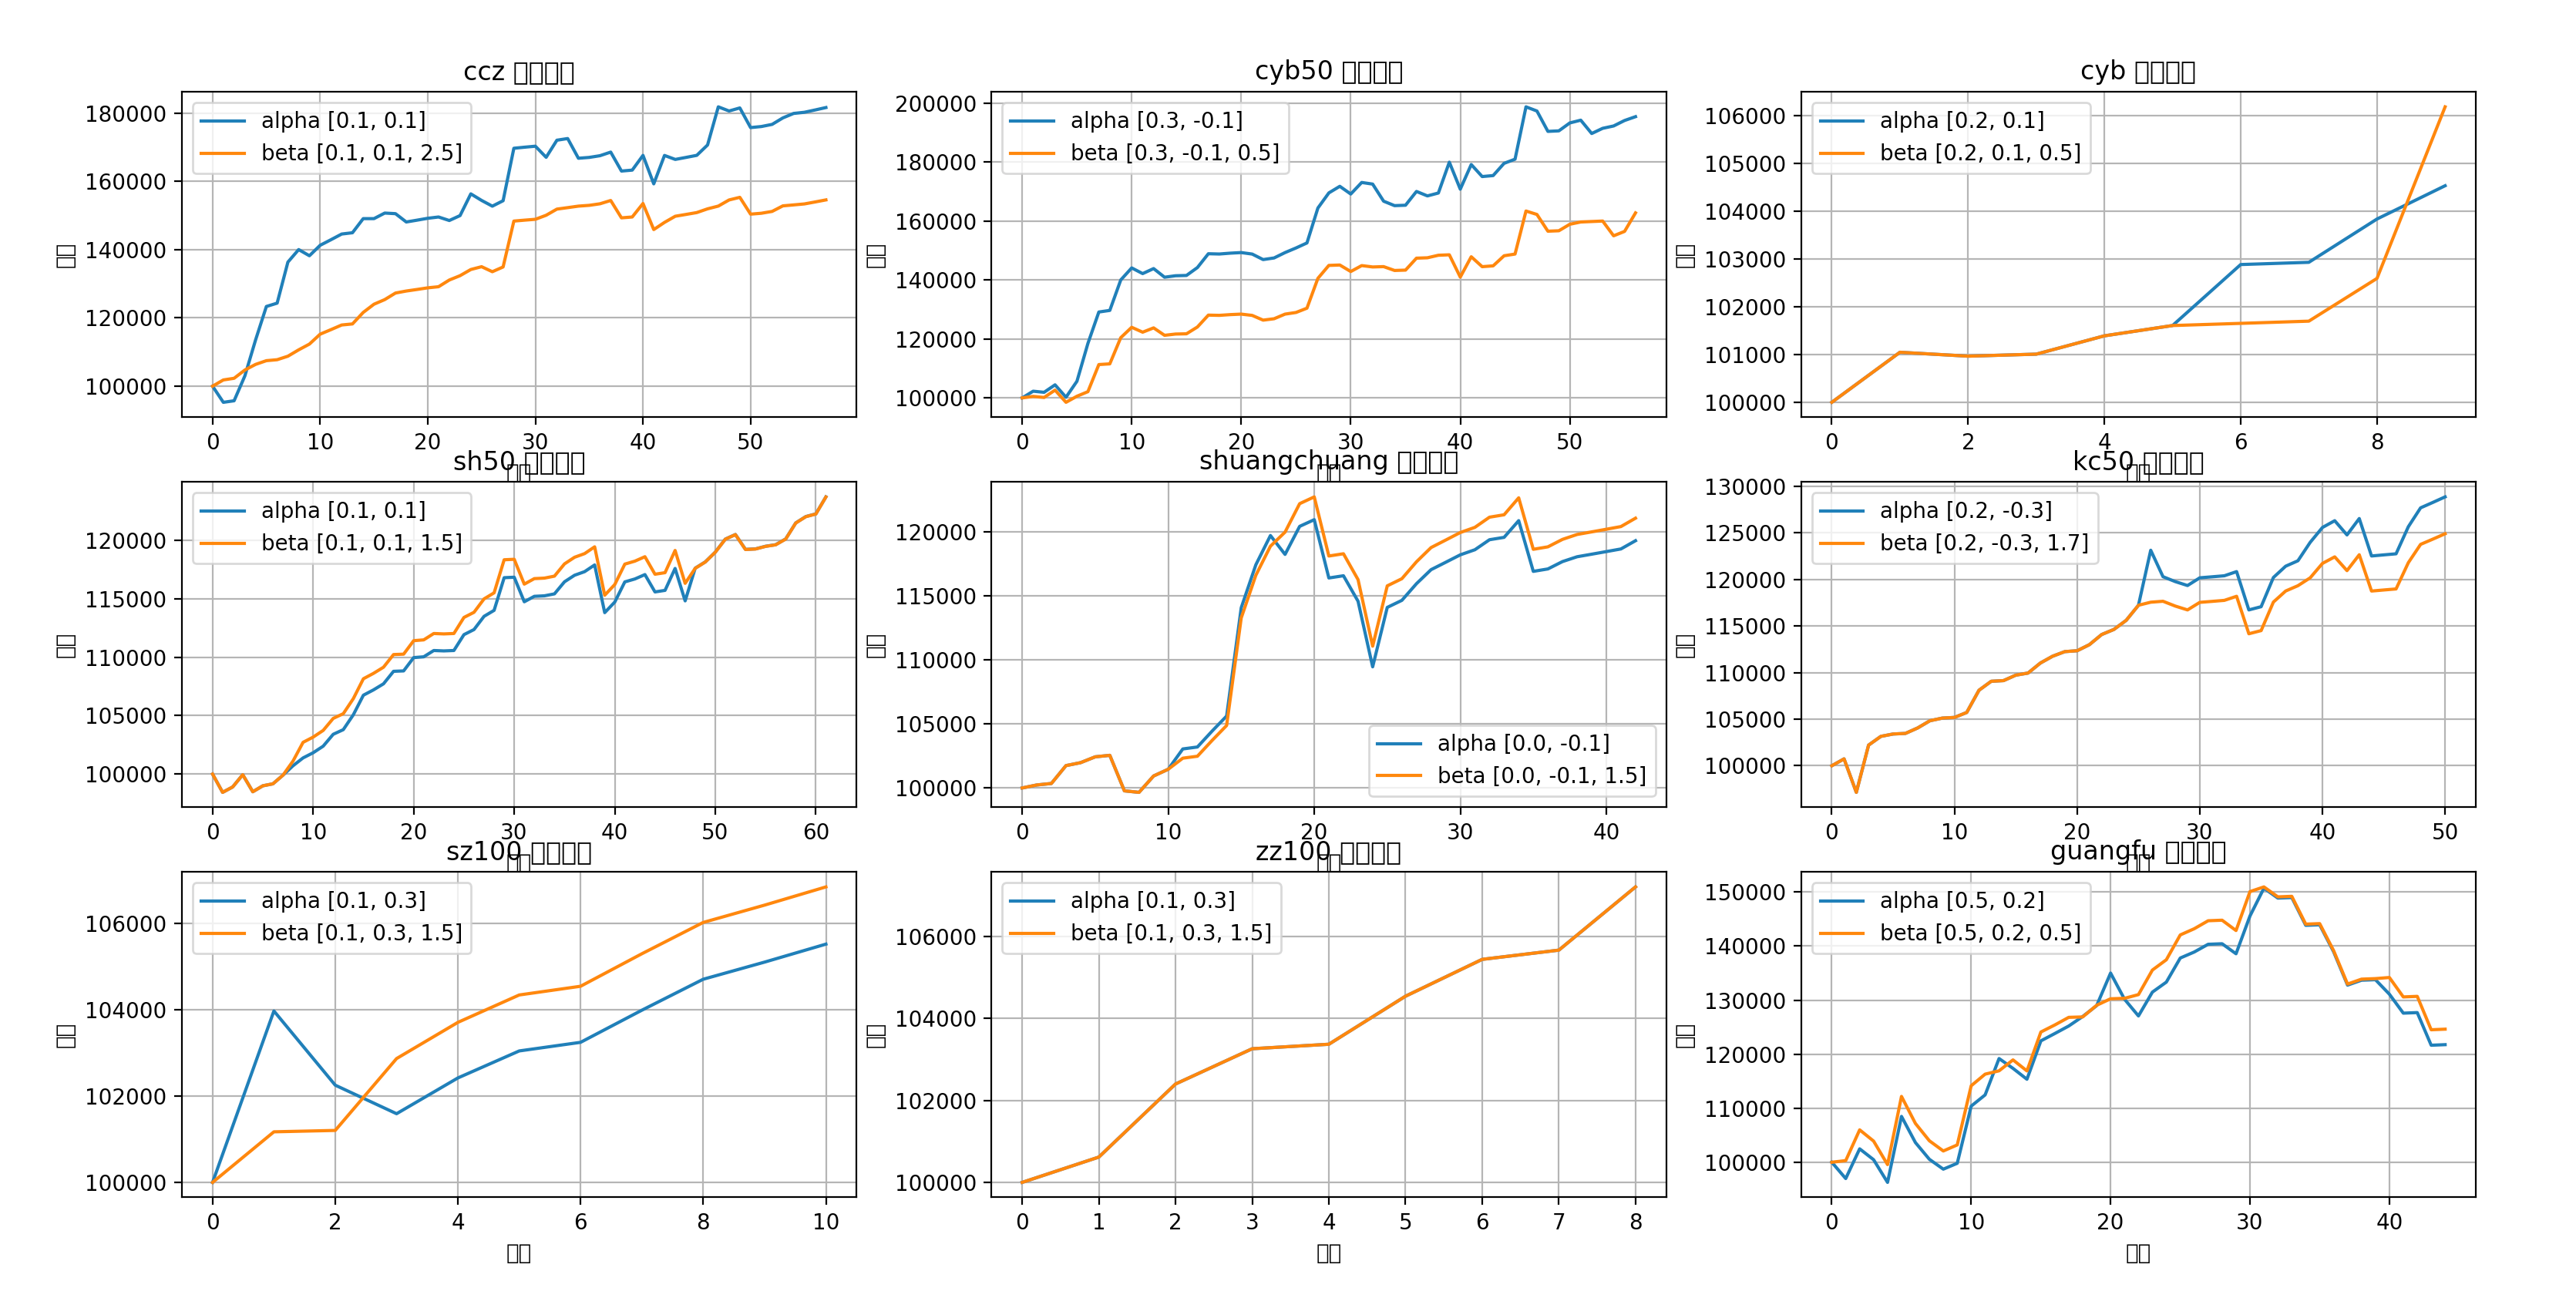 ccz
180000
160000
140000
120000
100000
alpha [0.1, 0.1]
beta [0.1, 0.1, 2.5]
0 10 20 30 40 50
cyb50
200000
180000
160000
140000
120000
100000
alpha [0.3, -0.1]
beta [0.3, -0.1, 0.5]
0 10 20 30 40 50
cyb
106000
105000
104000
103000
102000
101000
100000
alpha [0.2, 0.1]
beta [0.2, 0.1, 0.5]
0 2 4 6 8
sh50
120000
115000
110000
105000
100000
alpha [0.1, 0.1]
beta [0.1, 0.1, 1.5]
0 10 20 30 40 50 60
shuangchuang
120000
115000
110000
105000
100000
alpha [0.0, -0.1]
beta [0.0, -0.1, 1.5]
0 10 20 30 40
kc50
130000
125000
120000
115000
110000
105000
100000
alpha [0.2, -0.3]
beta [0.2, -0.3, 1.7]
0 10 20 30 40 50
sz100
106000
104000
102000
100000
alpha [0.1, 0.3]
beta [0.1, 0.3, 1.5]
0 2 4 6 8 10
zz100
106000
104000
102000
100000
alpha [0.1, 0.3]
beta [0.1, 0.3, 1.5]
0 1 2 3 4 5 6 7 8
guangfu
150000
140000
130000
120000
110000
100000
alpha [0.5, 0.2]
beta [0.5, 0.2, 0.5]
0 10 20 30 40